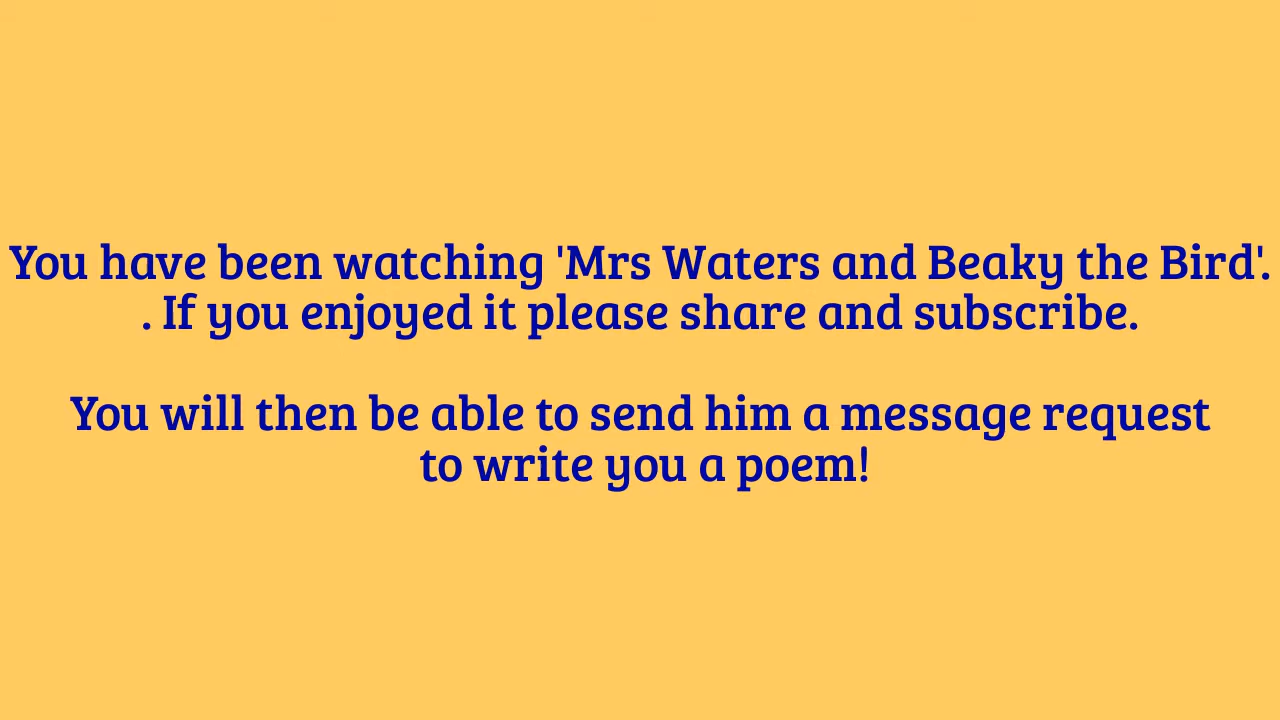 You have been watching 'Mrs Waters and Beaky the Bird'.
. If you enjoyed it please share and subscribe.
You will then be able to send him a message request
to write you a poem!